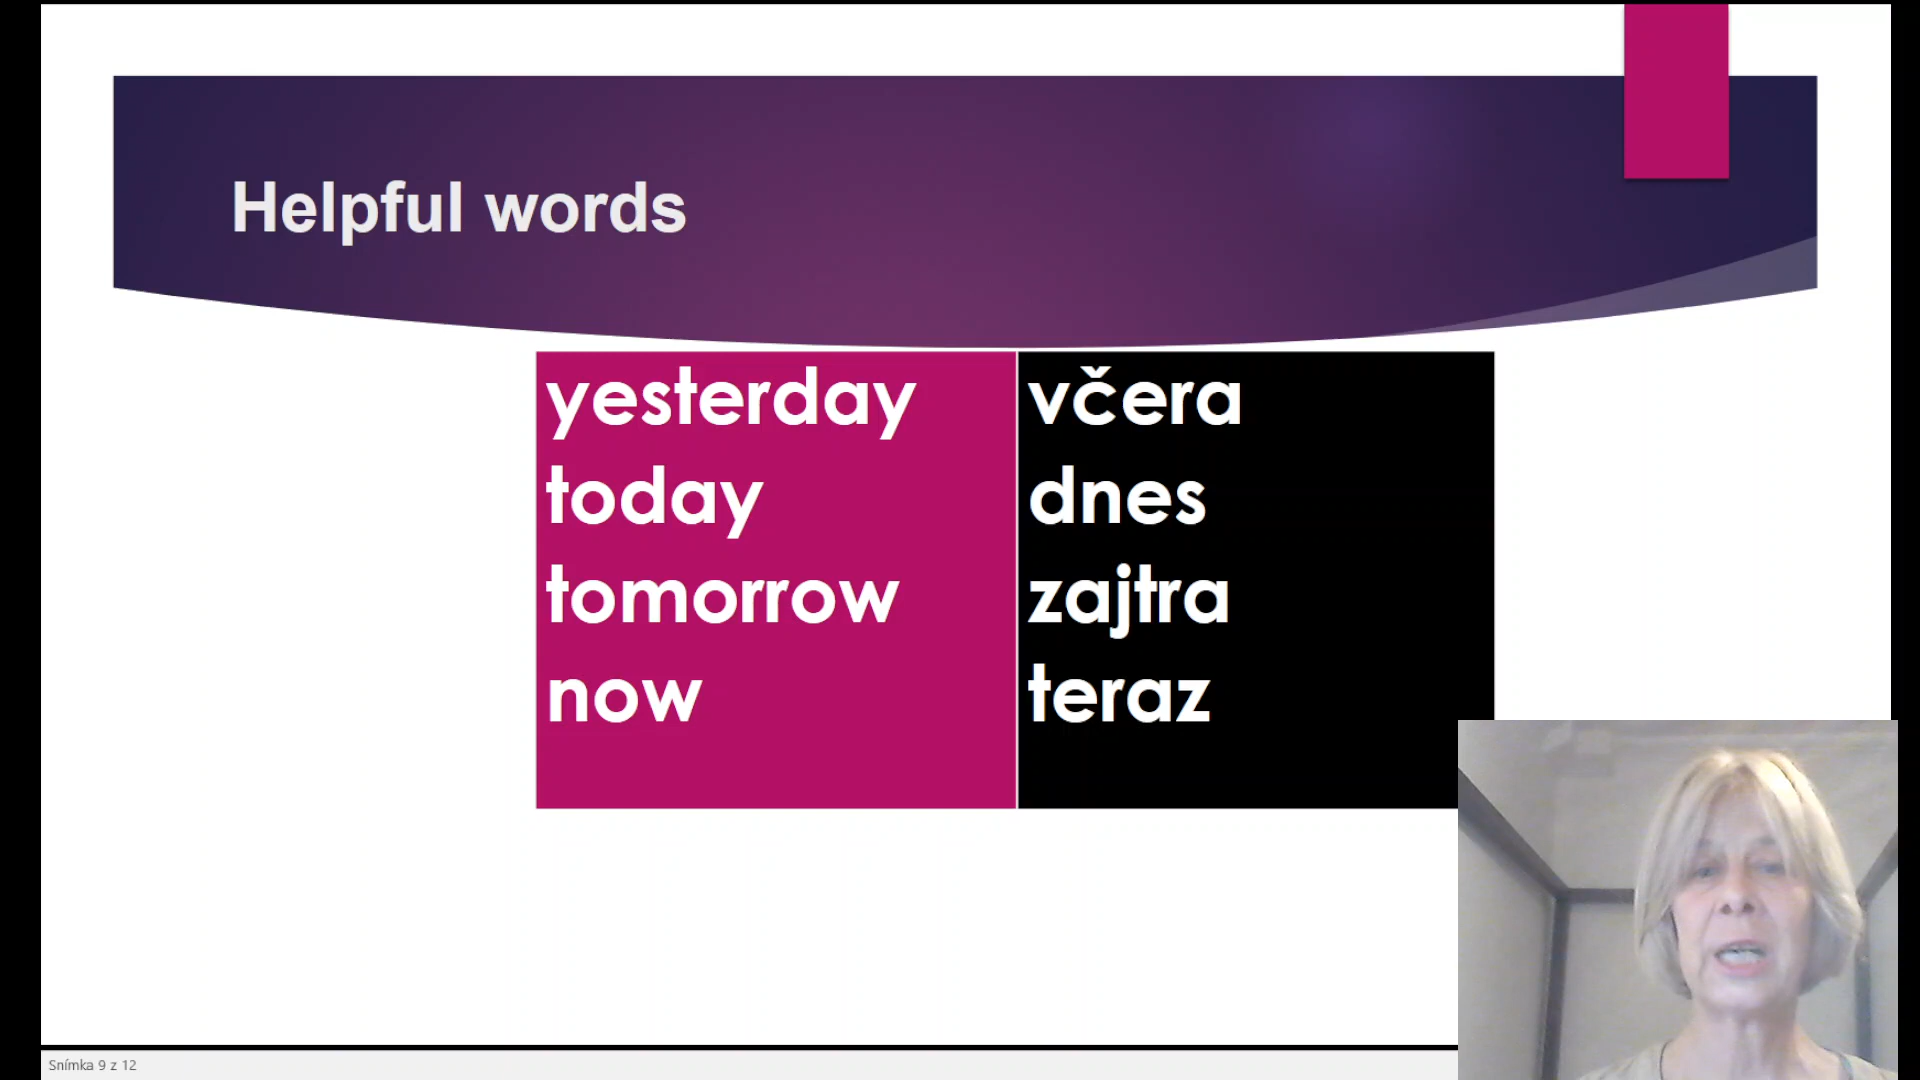 Helpful words
yesterday včera
today dnes
tomorrow zajtra
now teraz
Snímka 9 z 12